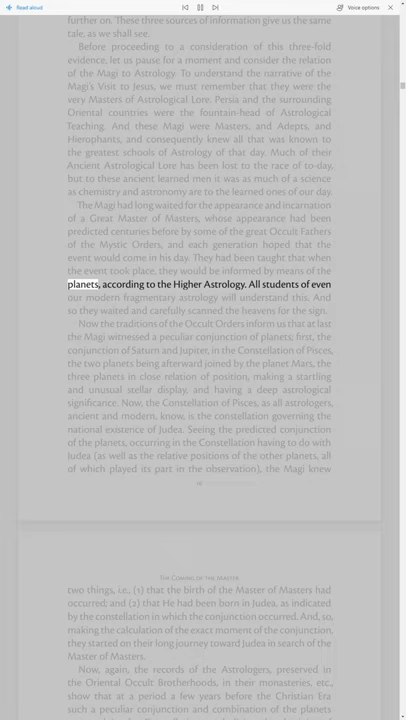 Read aloud
Voice options
further on. These three sources of information give us the same
tale, as we shall see.
Before proceeding to a consideration of this three-fold
evidence, let us pause for a moment and consider the relation
of the Magi to Astrology. To understand the narrative of the
Magi's Visit to Jesus, we must remember that they were the
very Masters of Astrological Lore. Persia and the surrounding
Oriental countries were the fountain-head of Astrological
Teaching. And these Magi were Masters, and Adepts, and
Hierophants, and consequently knew all that was known to
the greatest schools of Astrology of that day. Much of their
Ancient Astrological Lore has been lost to the race of to-day,
but to these ancient learned men it was as much of a science
as chemistry and astronomy are to the learned ones of our day.
The Magi had long waited for the appearance and incarnation
of a Great Master of Masters, whose appearance had been
predicted centuries before by some of the great Occult Fathers
of the Mystic Orders, and each generation hoped that the
event would come in his day. They had been taught that when
the event took place, they would be informed by means of the
planets, according to the Higher Astrology. All students of even
our modern fragmentary astrology will understand this. And
so they waited and carefully scanned the heavens for the sign.
Now the traditions of the Occult Orders inform us that at last
the Magi witnessed a peculiar conjunction of planets; first, the
conjunction of Saturn and Jupiter, in the Constellation of Pisces,
the two planets being afterward joined by the planet Mars, the
three planets in close relation of position, making a startling
and unusual stellar display, and having a deep astrological
significance. Now, the Constellation of Pisces, as all astrologers,
ancient and modern, know, is the constellation governing the
national existence of Judea. Seeing the predicted conjunction
of the planets, occurring in the Constellation having to do with
Judea (as well as the relative positions of the other planets, all
of which played its part in the observation), the Magi knew
The Coming of the Master
two things, i.e., (1) that the birth of the Master of Masters had
occurred; and (2) that He had been born in Judea, as indicated
by the constellation in which the conjunction occurred. And, so,
making the calculation of the exact moment of the conjunction,
they started on their long journey toward Judea in search of the
Master of Masters.
Now, again, the records of the Astrologers, preserved in
the Oriental Occult Brotherhoods, in their monasteries, etc.,
show that at a period a few years before the Christian Era
such a peculiar conjunction and combination of the planets